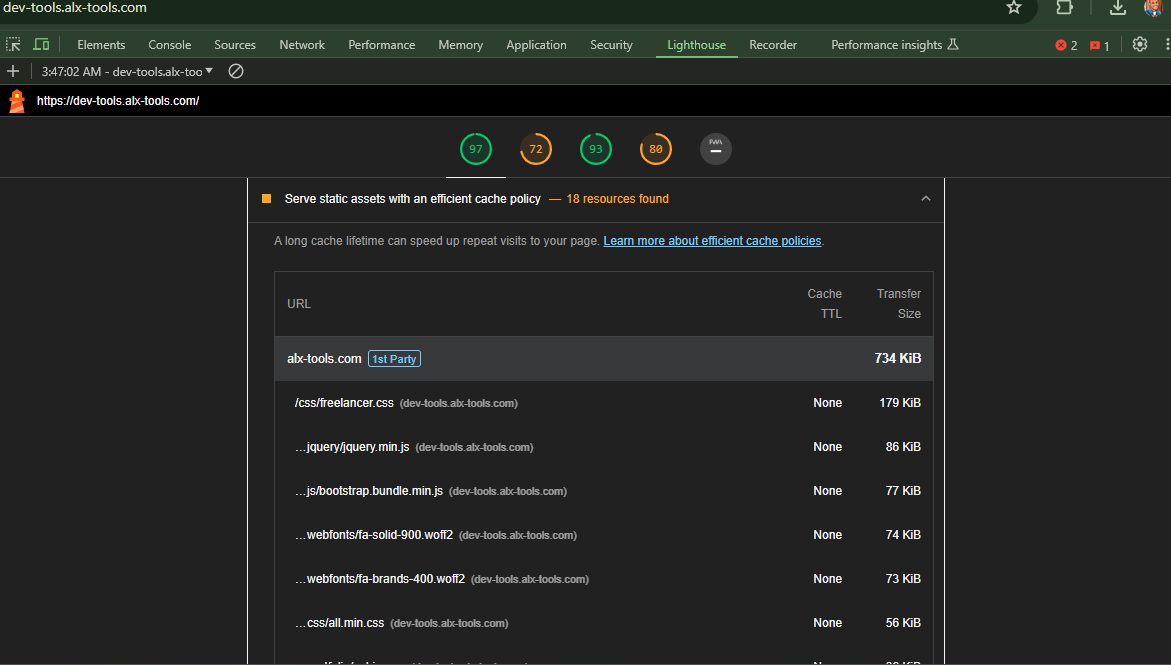 dev-tools.alx-tools.com
Elements Console Sources Network Performance Memory Application Security Lighthouse Recorder Performance insights 2 1
3:47:02 AM - dev-tools.alx-too
https://dev-tools.alx-tools.com/
97 72 93 80 PWA
Serve static assets with an efficient cache policy — 18 resources found
A long cache lifetime can speed up repeat visits to your page. Learn more about efficient cache policies.
URL Cache TTL Transfer Size
alx-tools.com 1st Party 734 KiB
/css/freelancer.css (dev-tools.alx-tools.com) None 179 KiB
…jquery/jquery.min.js (dev-tools.alx-tools.com) None 86 KiB
…js/bootstrap.bundle.min.js (dev-tools.alx-tools.com) None 77 KiB
…webfonts/fa-solid-900.woff2 (dev-tools.alx-tools.com) None 74 KiB
…webfonts/fa-brands-400.woff2 (dev-tools.alx-tools.com) None 73 KiB
…css/all.min.css (dev-tools.alx-tools.com) None 56 KiB